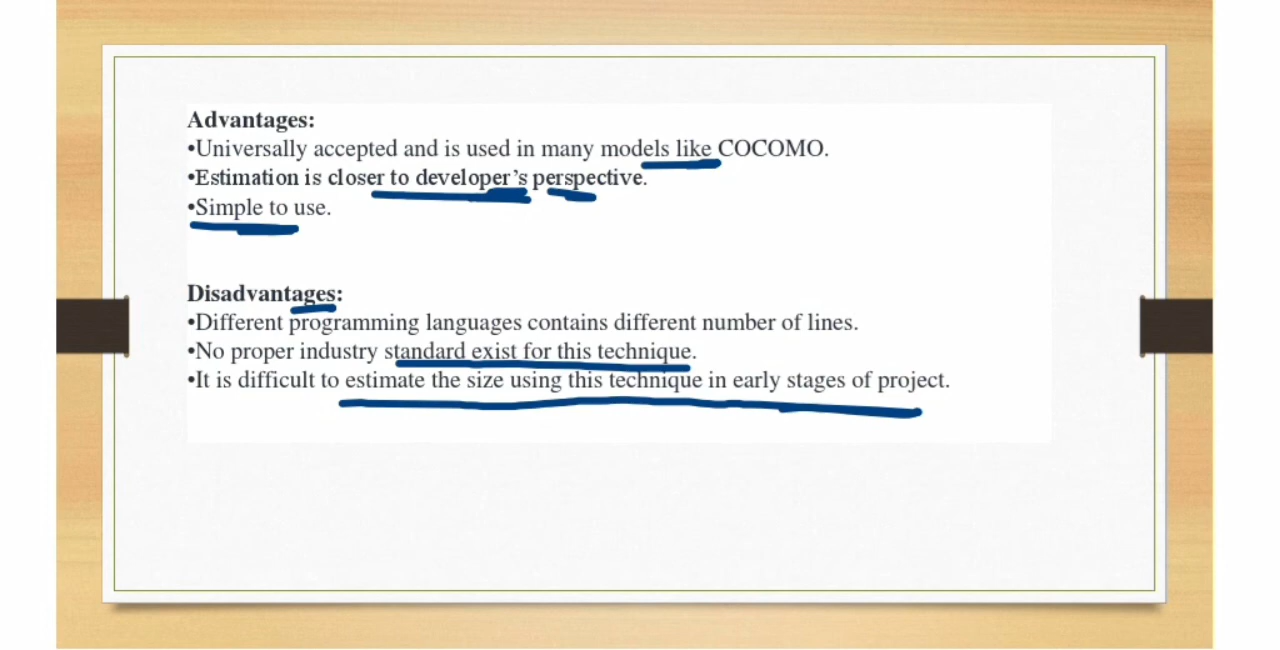 Advantages:
•Universally accepted and is used in many models like COCOMO.
•Estimation is closer to developer’s perspective.
•Simple to use.
Disadvantages:
•Different programming languages contains different number of lines.
•No proper industry standard exist for this technique.
•It is difficult to estimate the size using this technique in early stages of project.